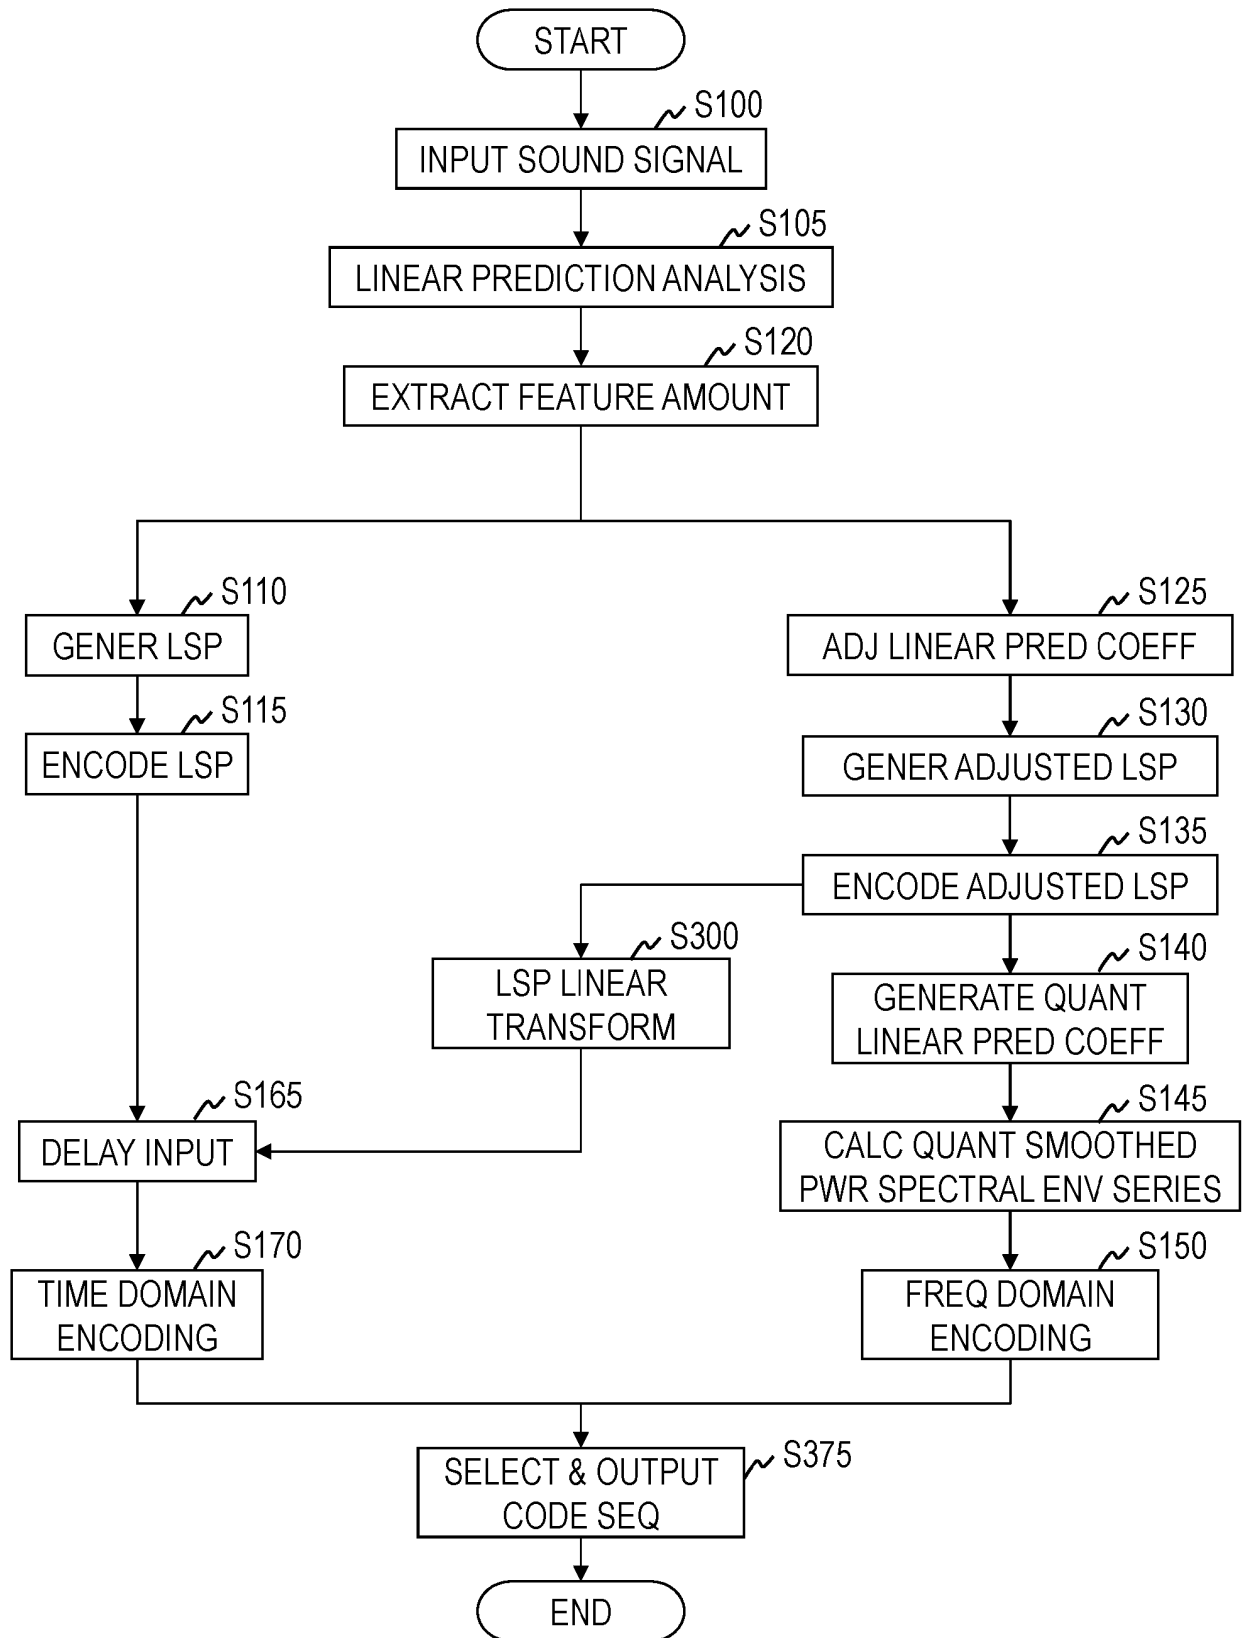 START
S100
INPUT SOUND SIGNAL
S105
LINEAR PREDICTION ANALYSIS
S120
EXTRACT FEATURE AMOUNT
S110
GENER LSP
S115
ENCODE LSP
S125
ADJ LINEAR PRED COEFF
S130
GENER ADJUSTED LSP
S135
ENCODE ADJUSTED LSP
S300
LSP LINEAR
TRANSFORM
S140
GENERATE QUANT
LINEAR PRED COEFF
S165
DELAY INPUT
S145
CALC QUANT SMOOTHED
PWR SPECTRAL ENV SERIES
S170
TIME DOMAIN
ENCODING
S150
FREQ DOMAIN
ENCODING
S375
SELECT & OUTPUT
CODE SEQ
END